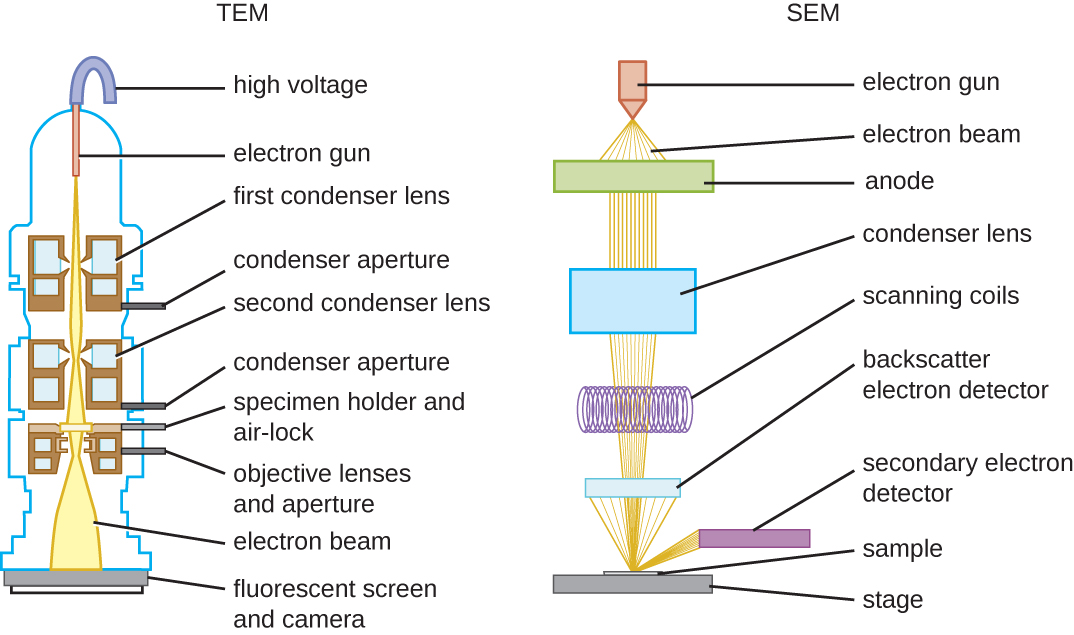 TEM
high voltage
electron gun
first condenser lens
condenser aperture
second condenser lens
condenser aperture
specimen holder and
air-lock
objective lenses
and aperture
electron beam
fluorescent screen
and camera
SEM
electron gun
electron beam
anode
condenser lens
scanning coils
backscatter
electron detector
secondary electron
detector
sample
stage